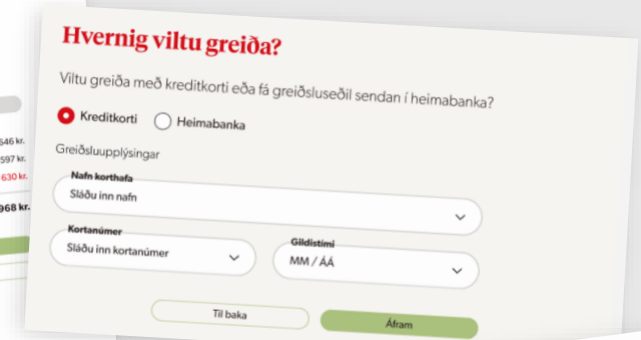 Hvernig viltu greiða?
Viltu greiða með kreditkorti eða fá greiðsluseðil sendan í heimabanka?
Kreditkorti
Heimabanka
Greiðsluupplýsingar
Nafn korthafa
Sláðu inn nafn
Kortanúmer
Sláðu inn kortanúmer
Gildistími
MM / ÁÁ
Til baka
Áfram
646 kr.
597 kr.
630 kr.
968 kr.